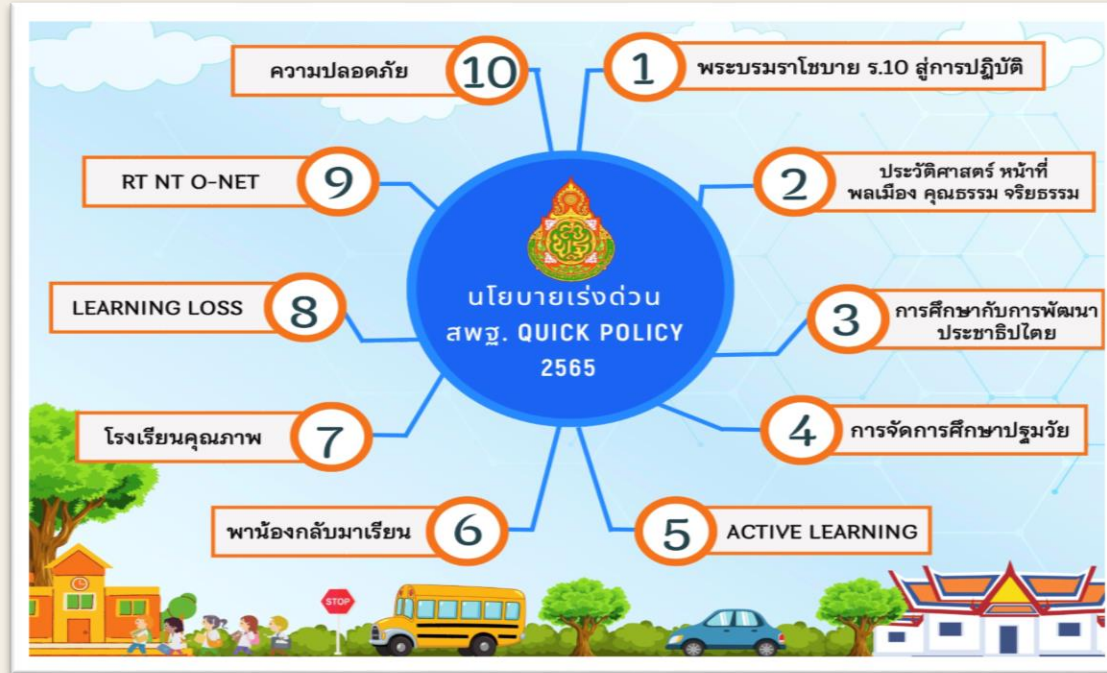 นโยบายเร่งด่วน
สพฐ. QUICK POLICY
2565
1
พระบรมราโชบาย ร.10 สู่การปฏิบัติ
2
ประวัติศาสตร์ หน้าที่
พลเมือง คุณธรรม จริยธรรม
3
การศึกษากับการพัฒนา
ประชาธิปไตย
4
การจัดการศึกษาปฐมวัย
5
ACTIVE LEARNING
6
พาน้องกลับมาเรียน
7
โรงเรียนคุณภาพ
8
LEARNING LOSS
9
RT NT O-NET
10
ความปลอดภัย
STOP